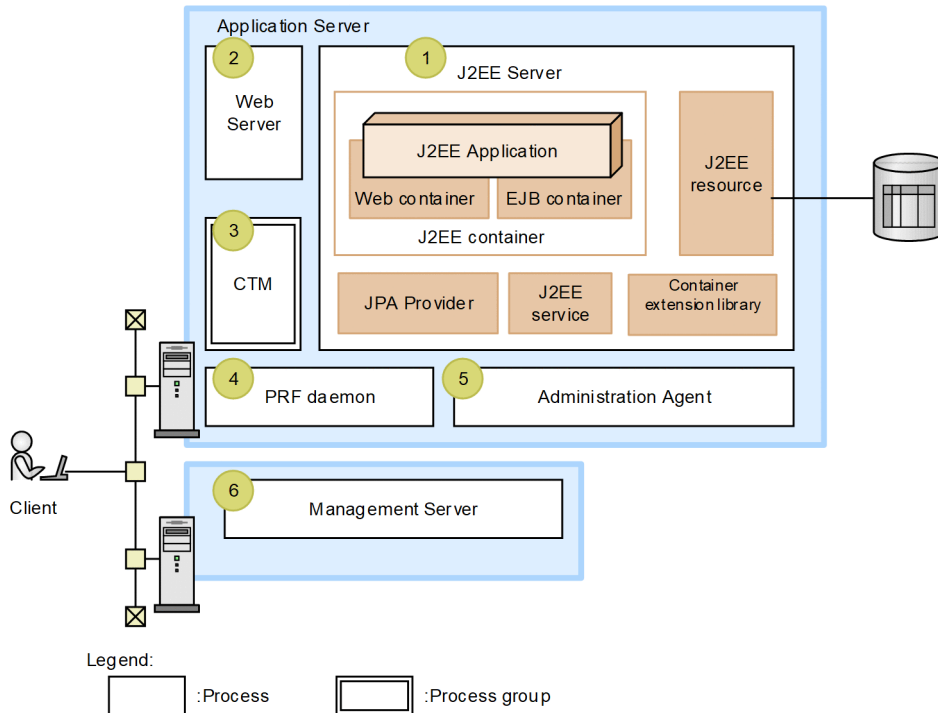 Application Server
2
Web
Server
1
J2EE Server
J2EE Application
Web container
EJB container
J2EE container
J2EE
resource
3
CTM
JPA Provider
J2EE
service
Container
extension library
4
PRF daemon
5
Administration Agent
Client
6
Management Server
Legend:
:Process
:Process group